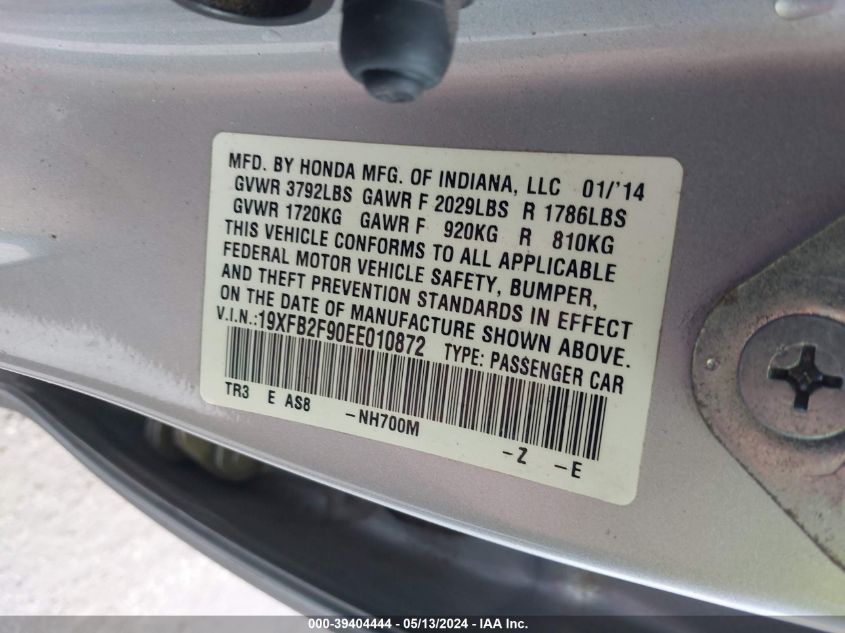 MFD. BY HONDA MFG. OF INDIANA, LLC 01/'14
GVWR 3792LBS GAWR F 2029LBS R 1786LBS
GVWR 1720KG GAWR F 920KG R 810KG
THIS VEHICLE CONFORMS TO ALL APPLICABLE
FEDERAL MOTOR VEHICLE SAFETY, BUMPER,
AND THEFT PREVENTION STANDARDS IN EFFECT
ON THE DATE OF MANUFACTURE SHOWN ABOVE.
V.I.N.:19XFB2F90EE010872 TYPE: PASSENGER CAR
TR3 E AS8 -NH700M -Z -E
000-39404444 - 05/13/2024 - IAA Inc.